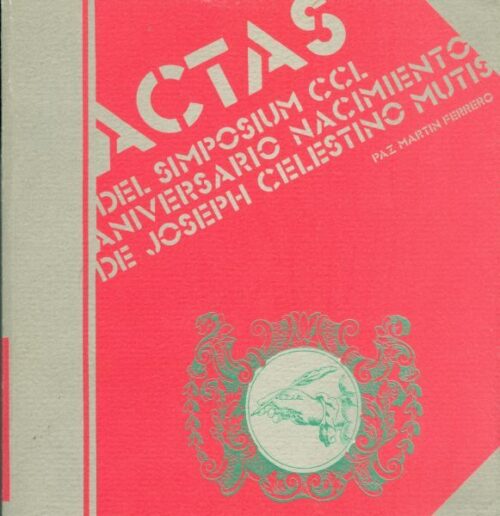 ACTAS
DEL SIMPOSIUM CCL
ANIVERSARIO NACIMIENTO
DE JOSEPH CELESTINO MUTIS
PAZ MARTIN FERRERO